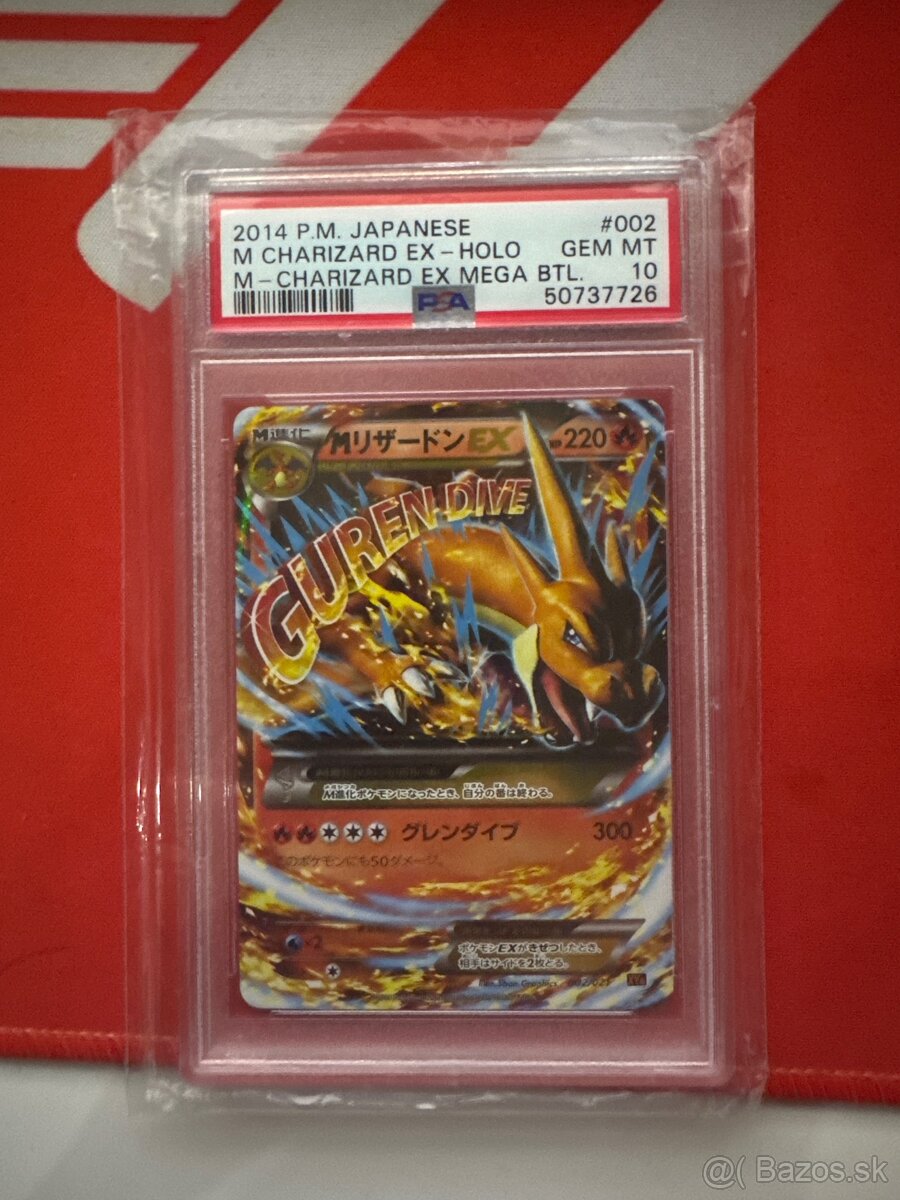 2014 P.M. JAPANESE #002
M CHARIZARD EX-HOLO GEM MT
M-CHARIZARD EX MEGA BTL. 10
PSA 50737726
M進化 MリザードンEX HP220
GUREN DIVE
M進化ポケモンになったとき、自分の番は終わる。
グレンダイブ 300
このポケモンにも50ダメージ。
×2
ポケモンEXがきぜつしたとき、
相手はサイドを2枚とる。
002/021
@( Bazos.sk